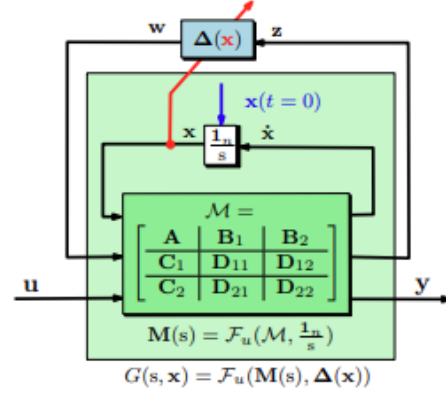 w Δ(x) z
x(t = 0)
x 1ₙ/s ẋ
M =
A B₁ B₂
C₁ D₁₁ D₁₂
C₂ D₂₁ D₂₂
u y
M(s) = Fᵤ(M, 1ₙ/s)
G(s, x) = Fᵤ(M(s), Δ(x))